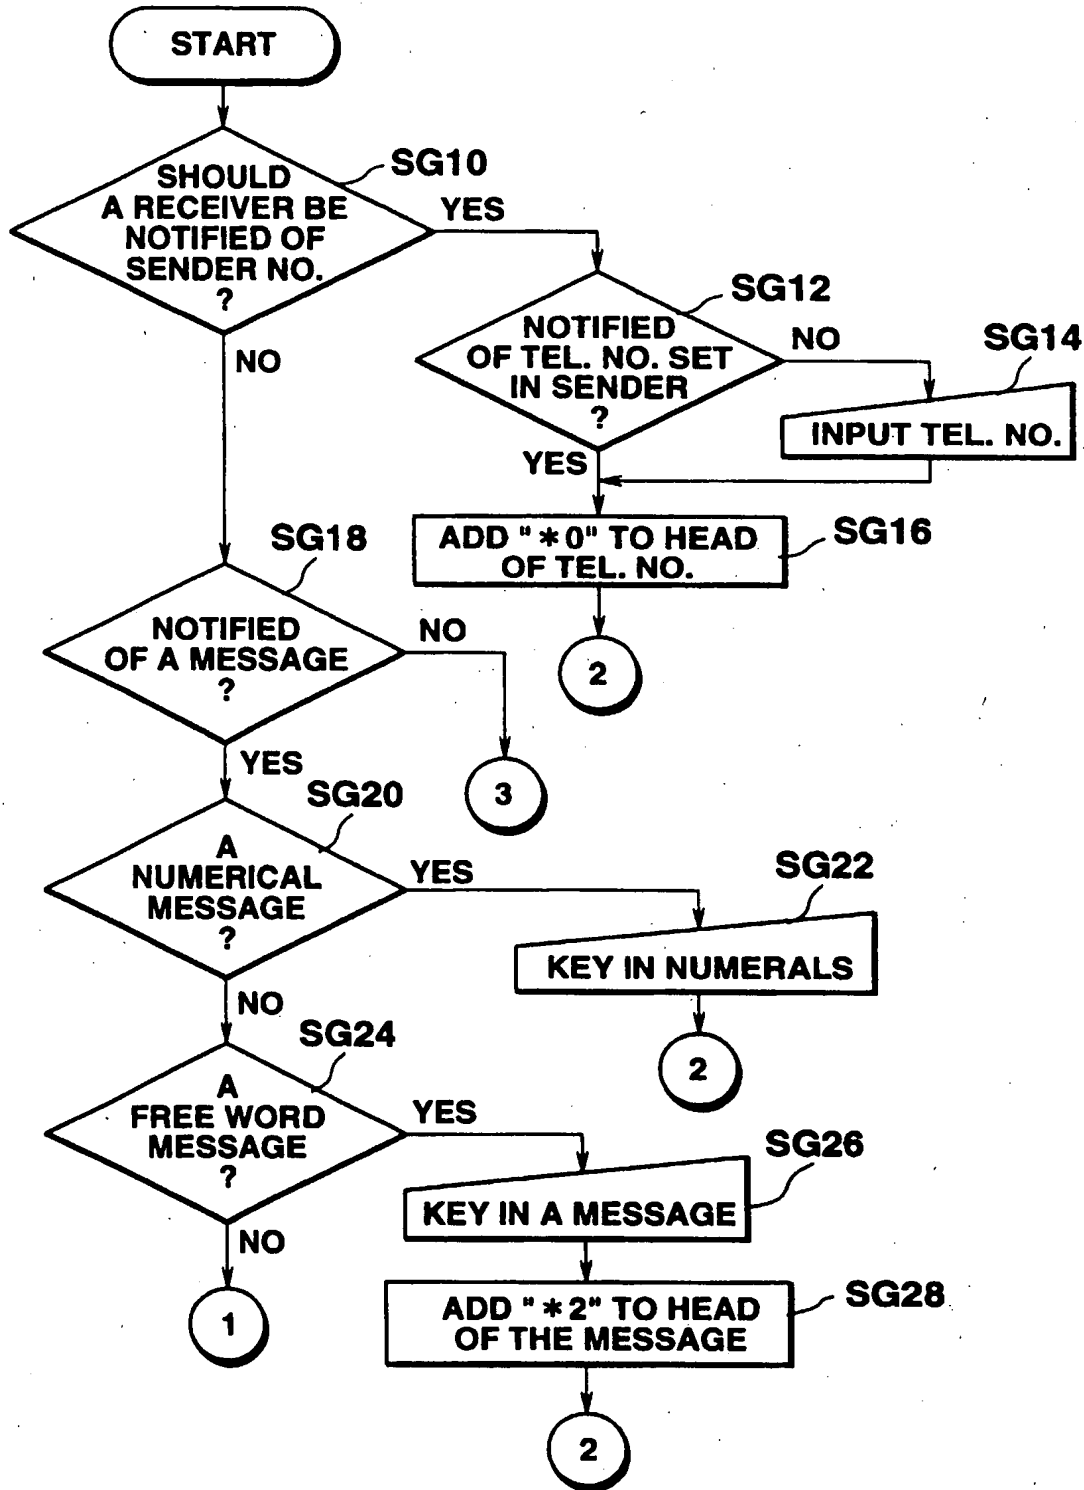 START
SG10
SHOULD
A RECEIVER BE
NOTIFIED OF
SENDER NO.
?
YES
NO
SG12
NOTIFIED
OF TEL. NO. SET
IN SENDER
?
NO
YES
SG14
INPUT TEL. NO.
SG16
ADD "*0" TO HEAD
OF TEL. NO.
2
SG18
NOTIFIED
OF A MESSAGE
?
NO
YES
3
SG20
A
NUMERICAL
MESSAGE
?
YES
NO
SG22
KEY IN NUMERALS
2
SG24
A
FREE WORD
MESSAGE
?
YES
NO
1
SG26
KEY IN A MESSAGE
SG28
ADD "*2" TO HEAD
OF THE MESSAGE
2